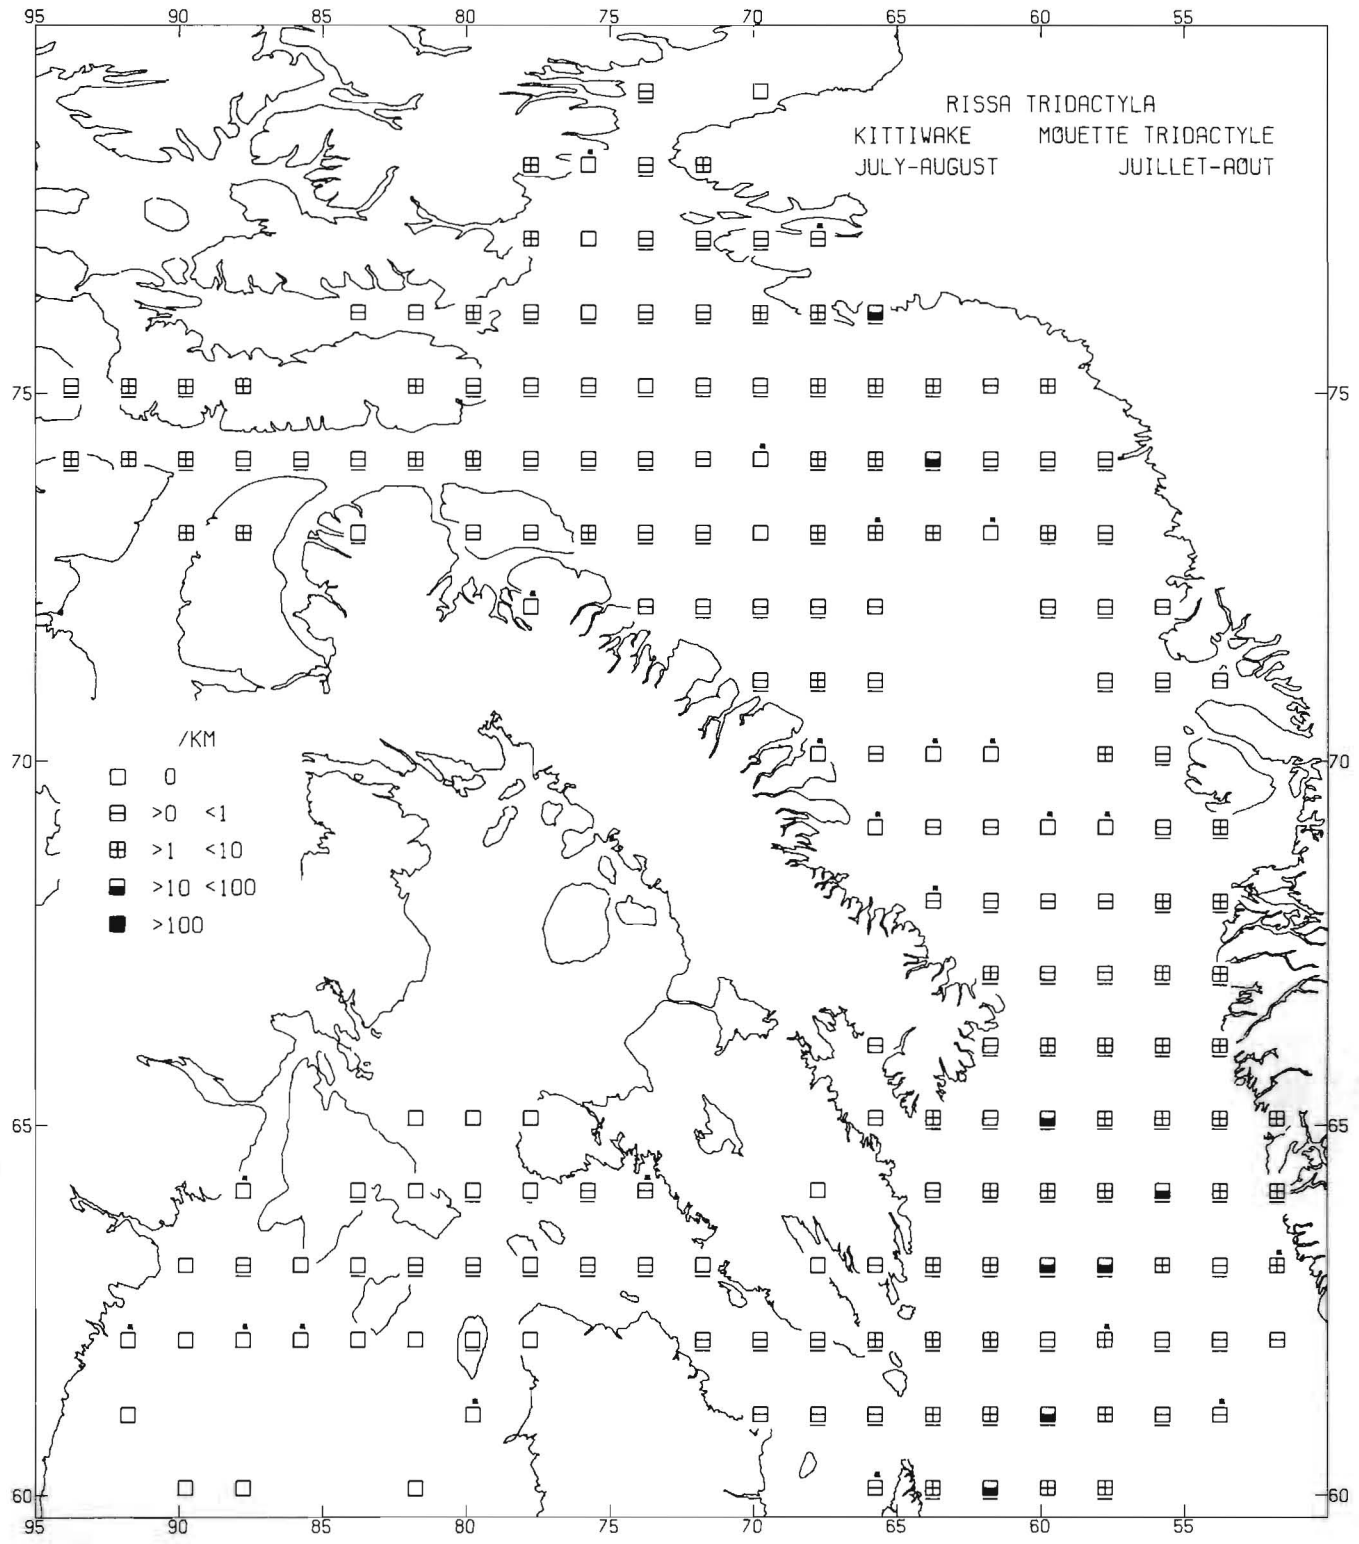 95 90 85 80 75 70 65 60 55
RISSA TRIDACTYLA
KITTIWAKE MOUETTE TRIDACTYLE
JULY-AUGUST JUILLET-AOUT
75 75
/KM
70 70
0
>0 <1
>1 <10
>10 <100
>100
65 65
60 60
95 90 85 80 75 70 65 60 55